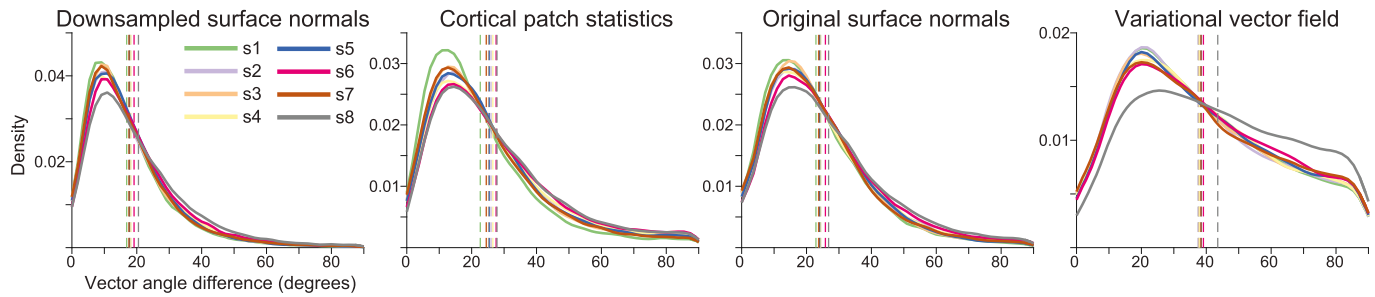 Downsampled surface normals
Cortical patch statistics
Original surface normals
Variational vector field
s1 s5
s2 s6
s3 s7
s4 s8
Density
0.04
0.02
0 20 40 60 80
Vector angle difference (degrees)
0.03
0.02
0.01
0 20 40 60 80
0.03
0.02
0.01
0 20 40 60 80
0.02
0.01
0 20 40 60 80